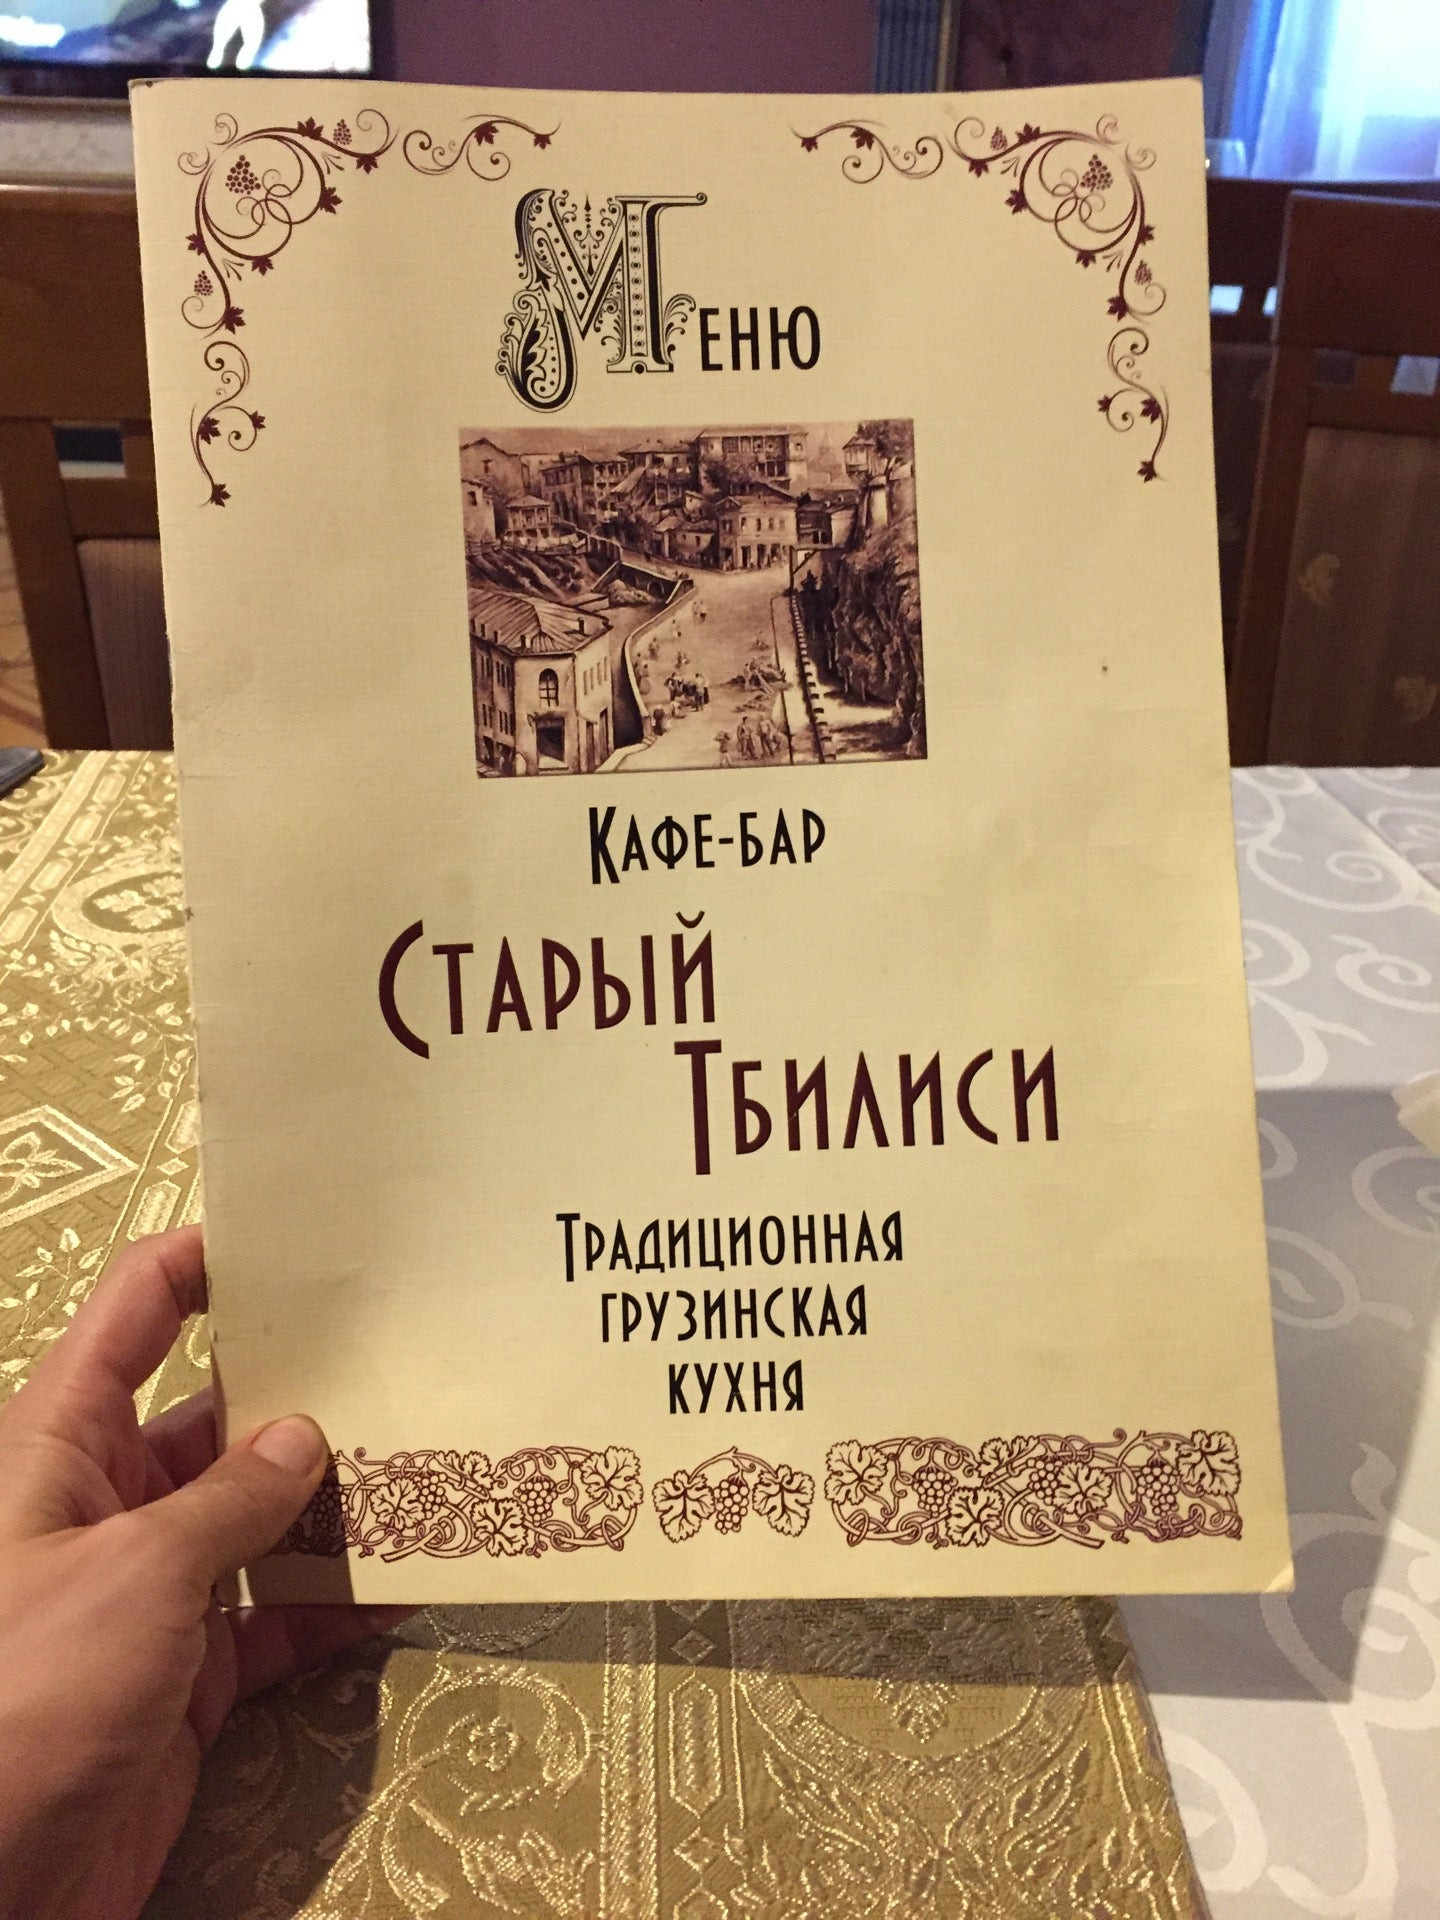 Меню
Кафе-бар
Старый
Тбилиси
Традиционная
грузинская
кухня